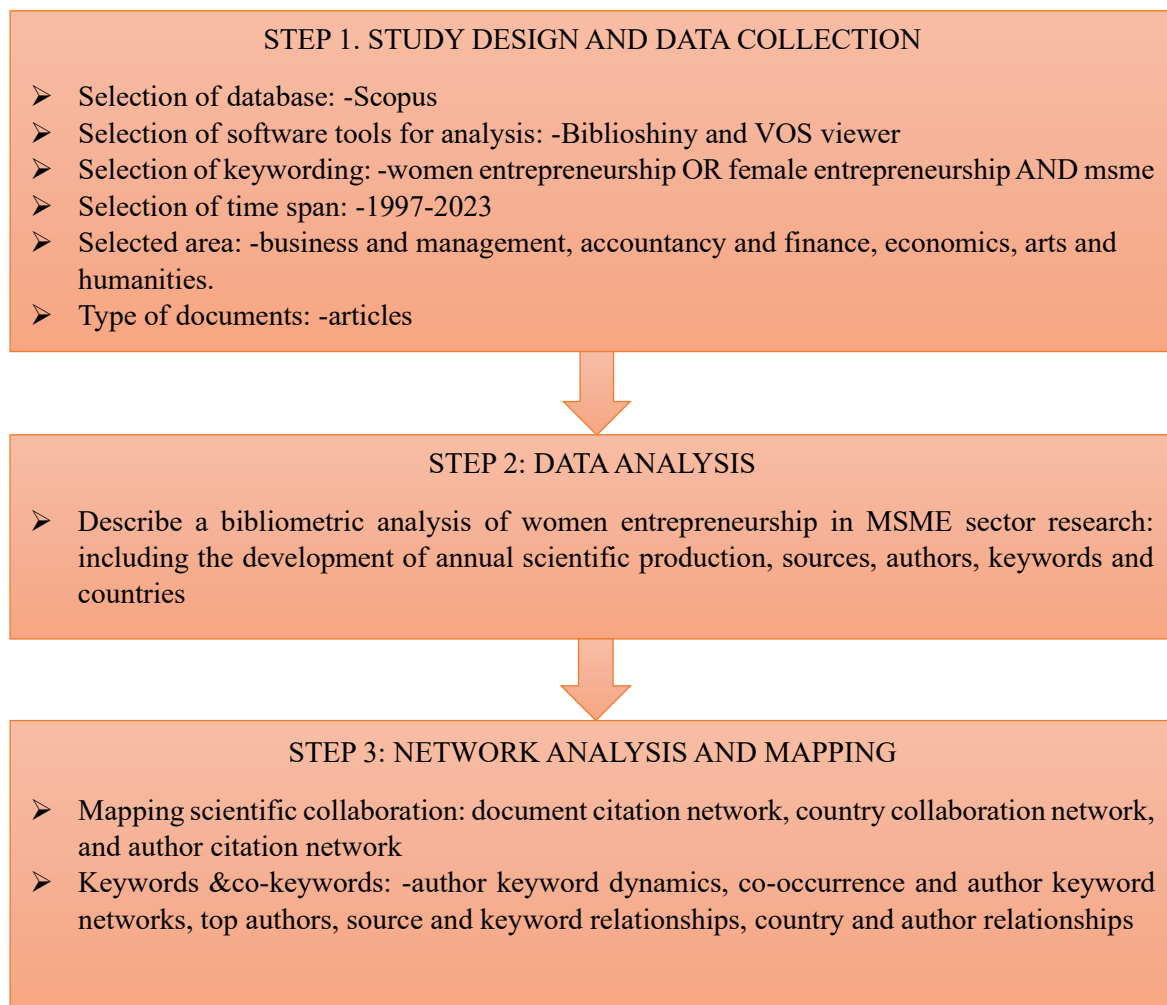 STEP 1. STUDY DESIGN AND DATA COLLECTION
➢ Selection of database: -Scopus
➢ Selection of software tools for analysis: -Biblioshiny and VOS viewer
➢ Selection of keywording: -women entrepreneurship OR female entrepreneurship AND msme
➢ Selection of time span: -1997-2023
➢ Selected area: -business and management, accountancy and finance, economics, arts and
humanities.
➢ Type of documents: -articles
STEP 2: DATA ANALYSIS
➢ Describe a bibliometric analysis of women entrepreneurship in MSME sector research:
including the development of annual scientific production, sources, authors, keywords and
countries
STEP 3: NETWORK ANALYSIS AND MAPPING
➢ Mapping scientific collaboration: document citation network, country collaboration network,
and author citation network
➢ Keywords &co-keywords: -author keyword dynamics, co-occurrence and author keyword
networks, top authors, source and keyword relationships, country and author relationships